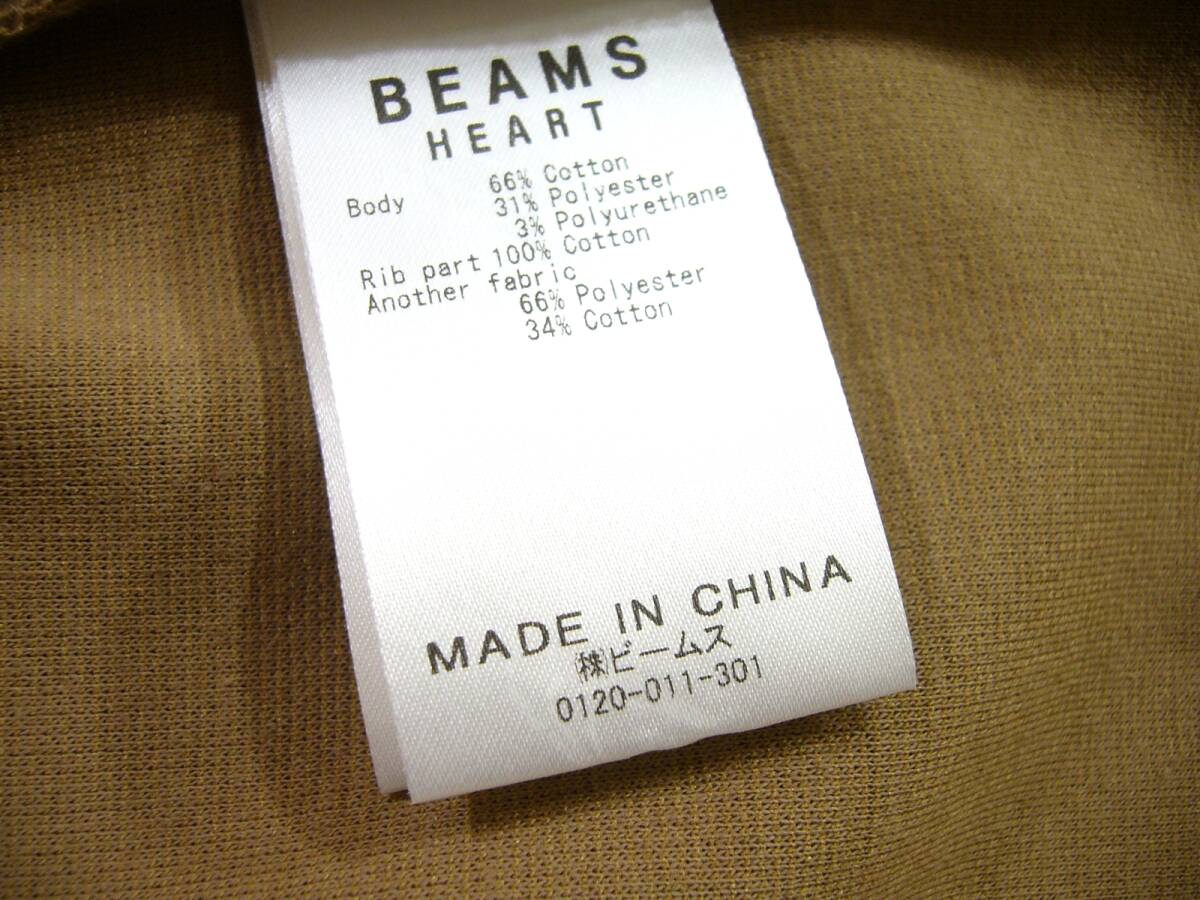 BEAMS
HEART
Body 66% Cotton
31% Polyester
3% Polyurethane
Rib part 100% Cotton
Another fabric
66% Polyester
34% Cotton
MADE IN CHINA
㈱ビームス
0120-011-301